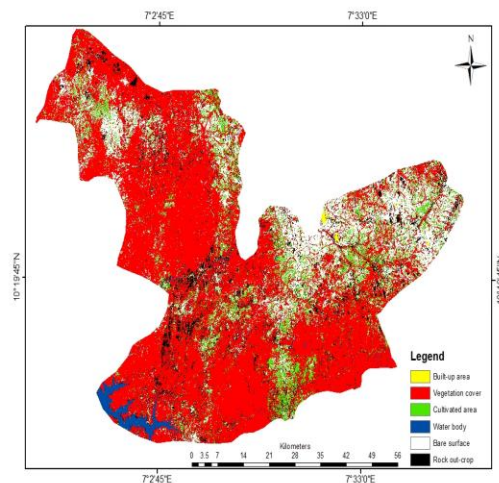 7°2'45"E 7°33'0"E
N
10°19'45"N
Legend
Built-up area
Vegetation cover
Cultivated area
Water body
Bare surface
Rock out-crop
Kilometers
0 3.5 7 14 21 28 35 42 49 56
7°2'45"E 7°33'0"E